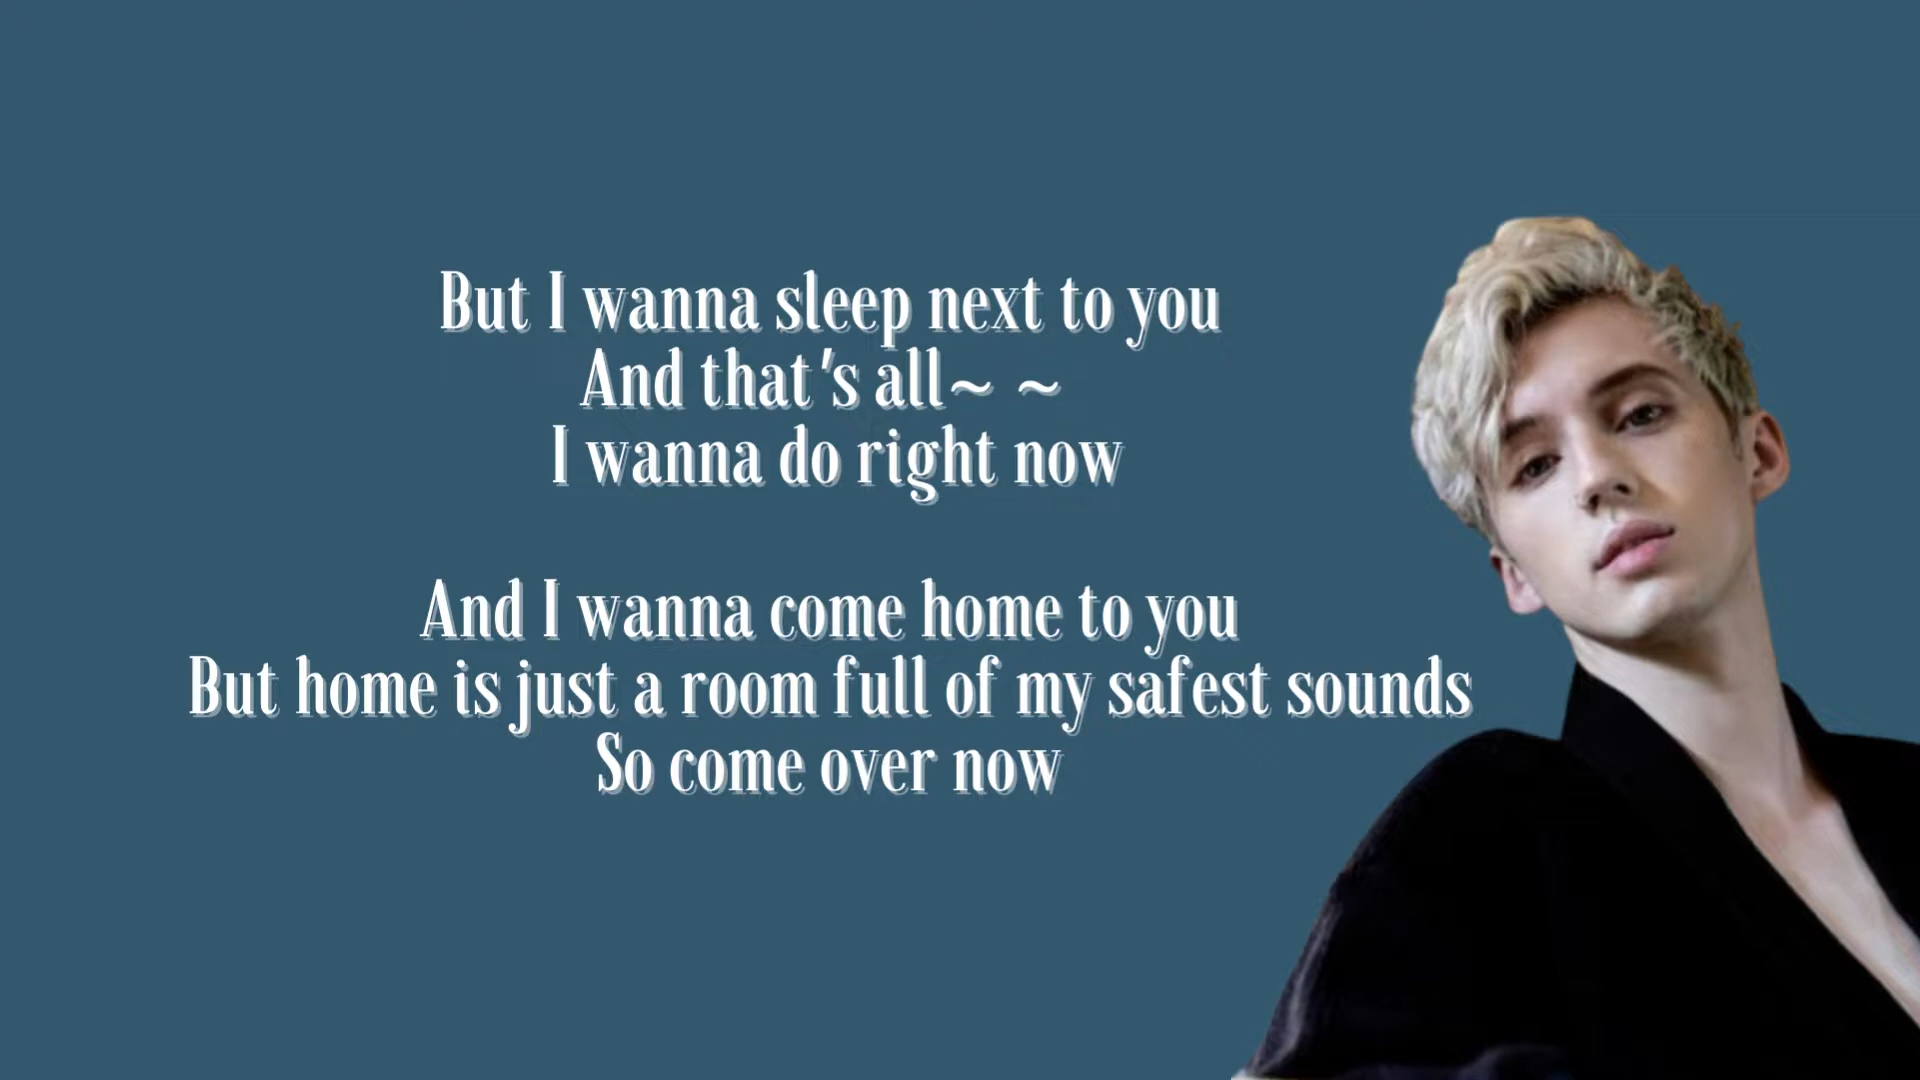 But I wanna sleep next to you
And that's all~ ~
I wanna do right now
And I wanna come home to you
But home is just a room full of my safest sounds
So come over now